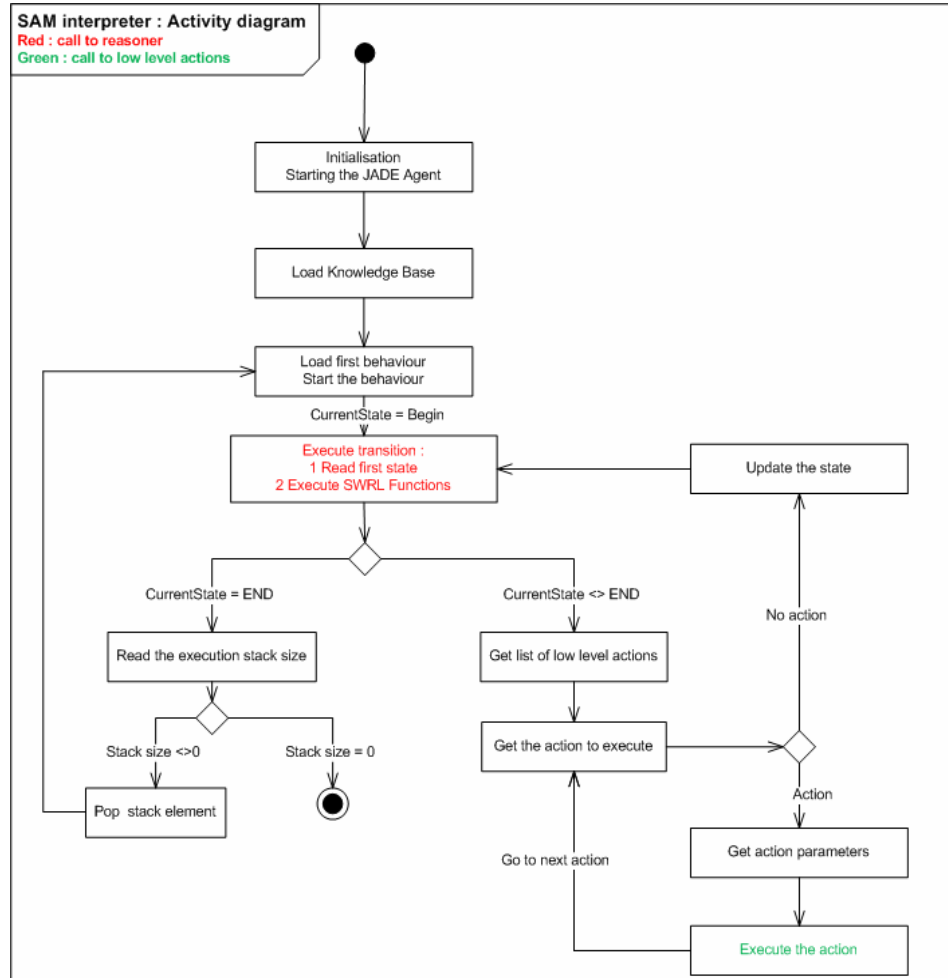 SAM interpreter : Activity diagram
Red : call to reasoner
Green : call to low level actions
Initialisation
Starting the JADE Agent
Load Knowledge Base
Load first behaviour
Start the behaviour
CurrentState = Begin
Execute transition :
1 Read first state
2 Execute SWRL Functions
Update the state
CurrentState = END
CurrentState <> END
No action
Read the execution stack size
Get list of low level actions
Stack size <>0
Stack size = 0
Get the action to execute
Pop stack element
Action
Go to next action
Get action parameters
Execute the action